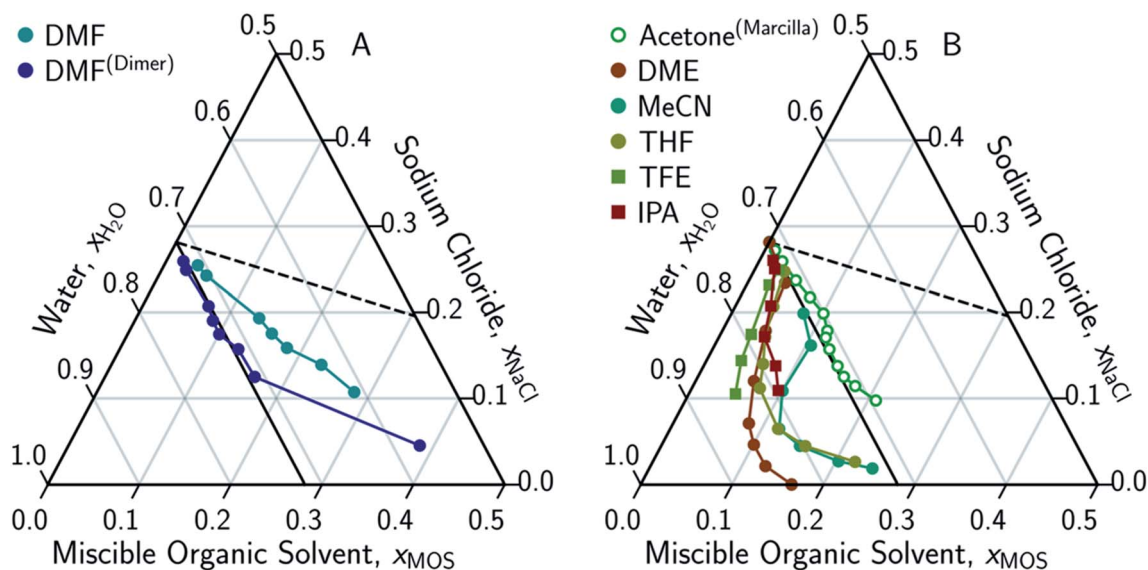 DMF
DMF(Dimer)
A
0.5
0.5
0.6
0.4
0.7
0.3
0.8
0.2
0.9
0.1
1.0
0.0
Water, xH2O
Sodium Chloride, xNaCl
0.0 0.1 0.2 0.3 0.4 0.5
Miscible Organic Solvent, xMOS
Acetone(Marcilla)
DME
MeCN
THF
TFE
IPA
B
0.5
0.5
0.6
0.4
0.7
0.3
0.8
0.2
0.9
0.1
1.0
0.0
Water, xH2O
Sodium Chloride, xNaCl
0.0 0.1 0.2 0.3 0.4 0.5
Miscible Organic Solvent, xMOS